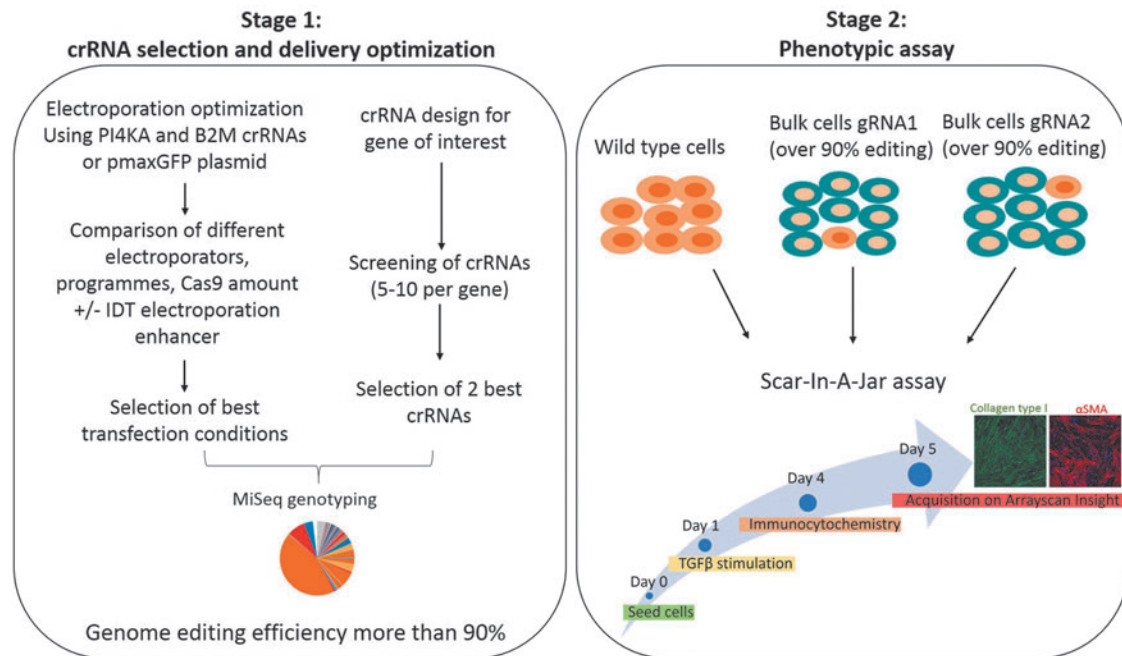 Stage 1:
crRNA selection and delivery optimization
Electroporation optimization
Using PI4KA and B2M crRNAs
or pmaxGFP plasmid
Comparison of different
electroporators,
programmes, Cas9 amount
+/- IDT electroporation
enhancer
Selection of best
transfection conditions
crRNA design for
gene of interest
Screening of crRNAs
(5-10 per gene)
Selection of 2 best
crRNAs
MiSeq genotyping
Genome editing efficiency more than 90%
Stage 2:
Phenotypic assay
Wild type cells
Bulk cells gRNA1
(over 90% editing)
Bulk cells gRNA2
(over 90% editing)
Scar-In-A-Jar assay
Collagen type I
αSMA
Day 5
Acquisition on Arrayscan Insight
Day 4
Immunocytochemistry
Day 1
TGFβ stimulation
Day 0
Seed cells